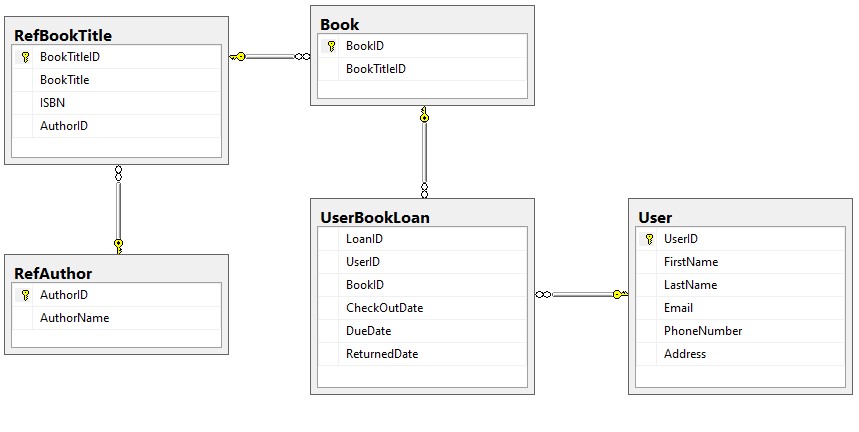 RefBookTitle
BookTitleID
BookTitle
ISBN
AuthorID
Book
BookID
BookTitleID
RefAuthor
AuthorID
AuthorName
UserBookLoan
LoanID
UserID
BookID
CheckOutDate
DueDate
ReturnedDate
User
UserID
FirstName
LastName
Email
PhoneNumber
Address